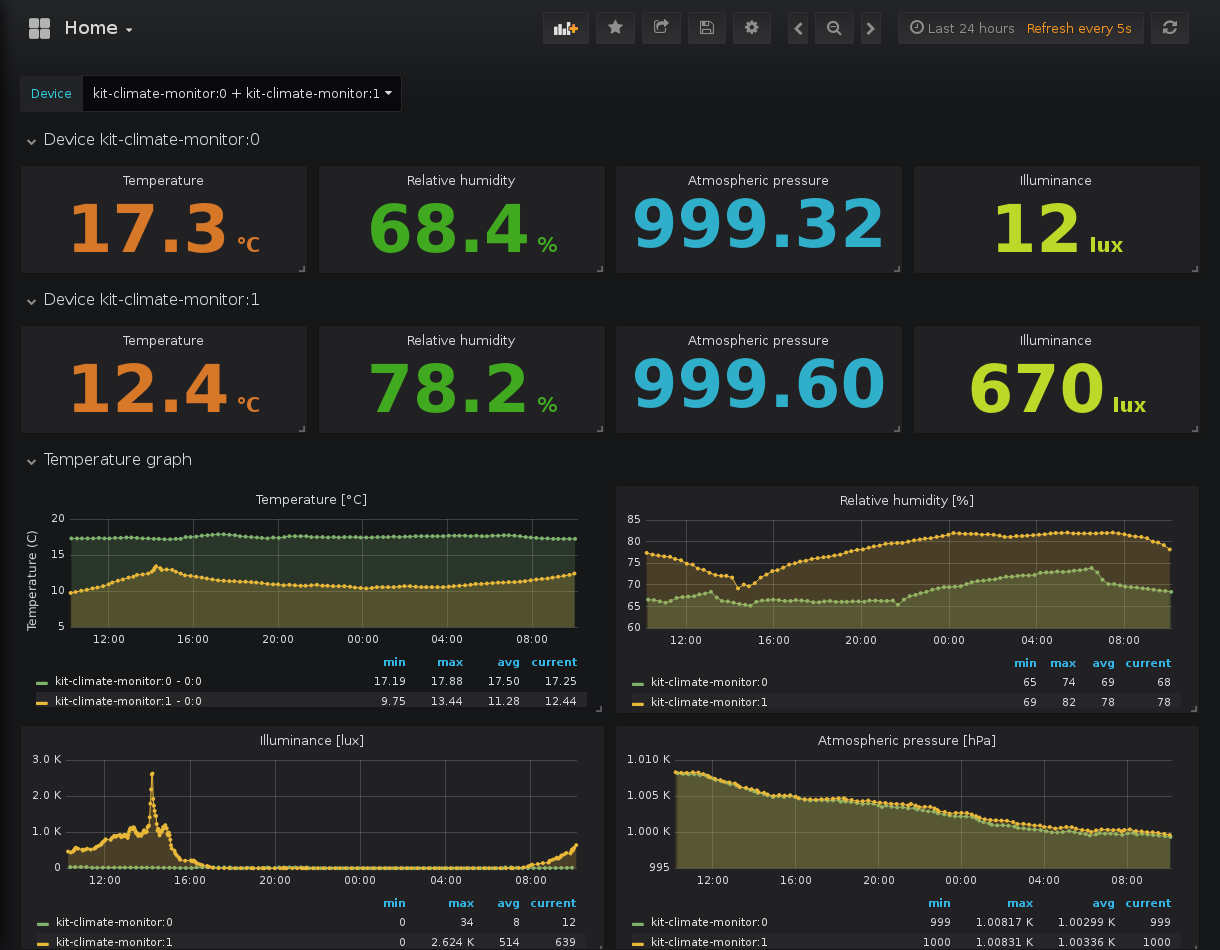 Home
Last 24 hours Refresh every 5s
Device kit-climate-monitor:0 + kit-climate-monitor:1
Device kit-climate-monitor:0
Temperature Relative humidity Atmospheric pressure Illuminance
17.3 °C 68.4 % 999.32 12 lux
Device kit-climate-monitor:1
Temperature Relative humidity Atmospheric pressure Illuminance
12.4 °C 78.2 % 999.60 670 lux
Temperature graph
Temperature [°C]
Temperature (C)
20
15
10
5
12:00 16:00 20:00 00:00 04:00 08:00
min max avg current
kit-climate-monitor:0 - 0:0 17.19 17.88 17.50 17.25
kit-climate-monitor:1 - 0:0 9.75 13.44 11.28 12.44
Relative humidity [%]
85
80
75
70
65
60
12:00 16:00 20:00 00:00 04:00 08:00
min max avg current
kit-climate-monitor:0 65 74 69 68
kit-climate-monitor:1 69 82 78 78
Illuminance [lux]
3.0 K
2.0 K
1.0 K
0
12:00 16:00 20:00 00:00 04:00 08:00
min max avg current
kit-climate-monitor:0 0 34 8 12
kit-climate-monitor:1 0 2.624 K 514 639
Atmospheric pressure [hPa]
1.010 K
1.005 K
1.000 K
995
12:00 16:00 20:00 00:00 04:00 08:00
min max avg current
kit-climate-monitor:0 999 1.00817 K 1.00299 K 999
kit-climate-monitor:1 1000 1.00831 K 1.00336 K 1000